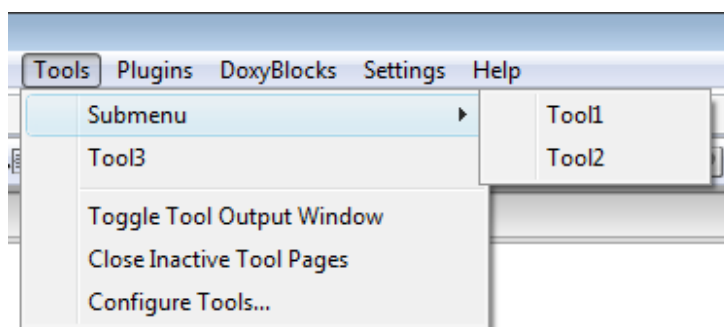 Tools Plugins DoxyBlocks Settings Help
Submenu Tool1
Tool3 Tool2
Toggle Tool Output Window
Close Inactive Tool Pages
Configure Tools...